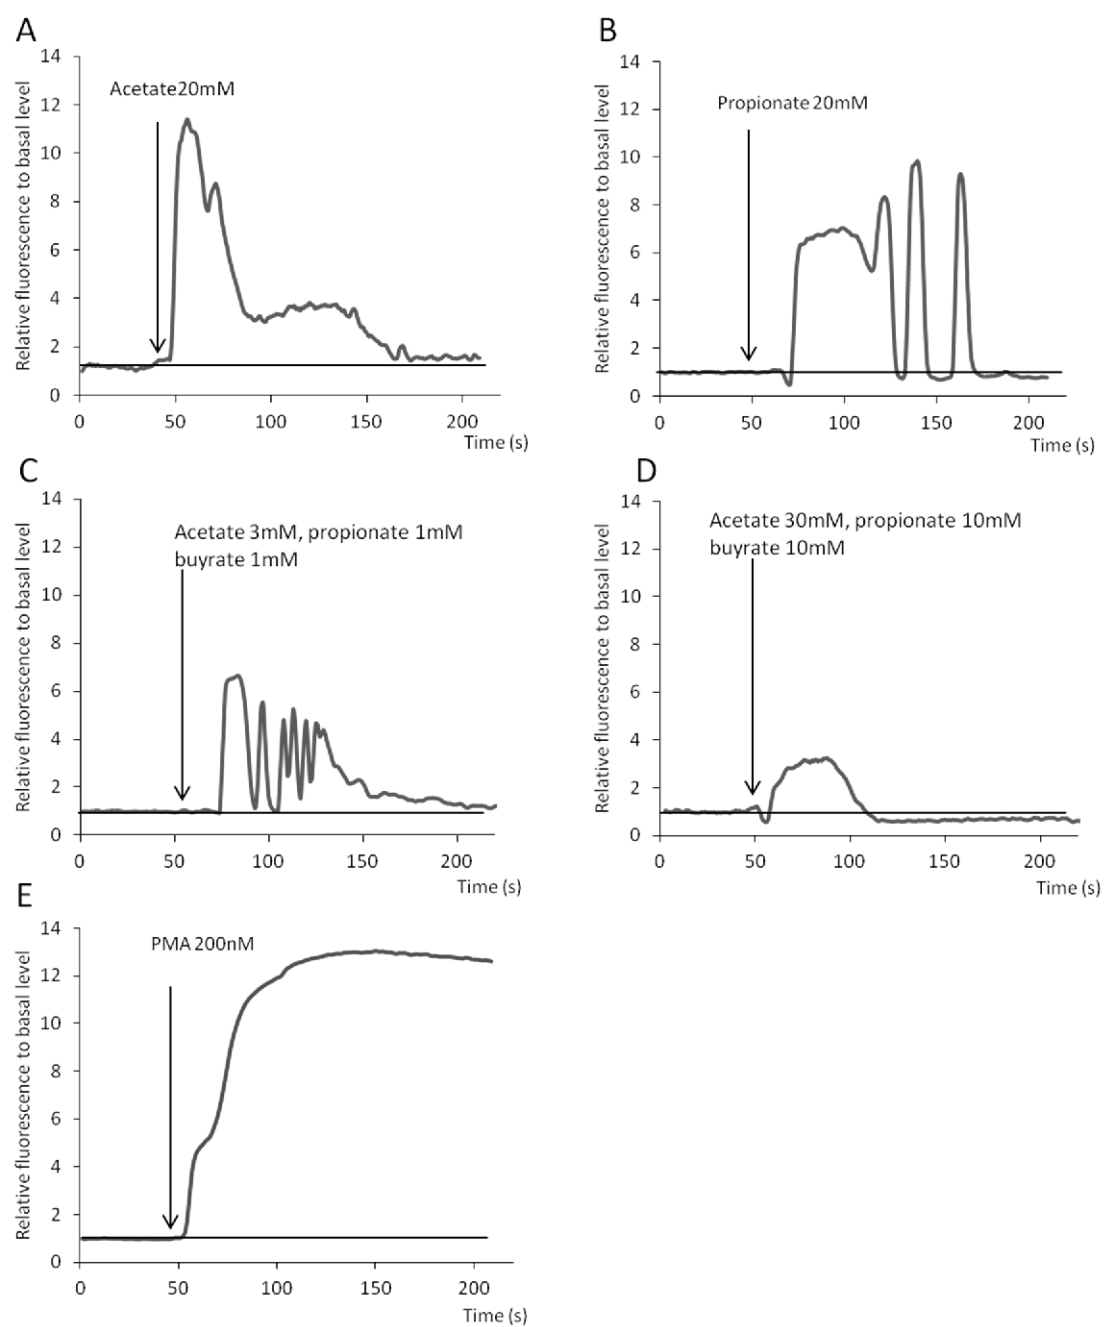 A
Relative fluorescence to basal level
14
12
10
8
6
4
2
0
Acetate20mM
0 50 100 150 200
Time (s)
B
Relative fluorescence to basal level
14
12
10
8
6
4
2
0
Propionate 20mM
0 50 100 150 200
Time (s)
C
Relative fluorescence to basal level
14
12
10
8
6
4
2
0
Acetate 3mM, propionate 1mM
buyrate 1mM
0 50 100 150 200
Time (s)
D
Relative fluorescence to basal level
14
12
10
8
6
4
2
0
Acetate 30mM, propionate 10mM
buyrate 10mM
0 50 100 150 200
Time (s)
E
Relative fluorescence to basal level
14
12
10
8
6
4
2
0
PMA 200nM
0 50 100 150 200
Time (s)